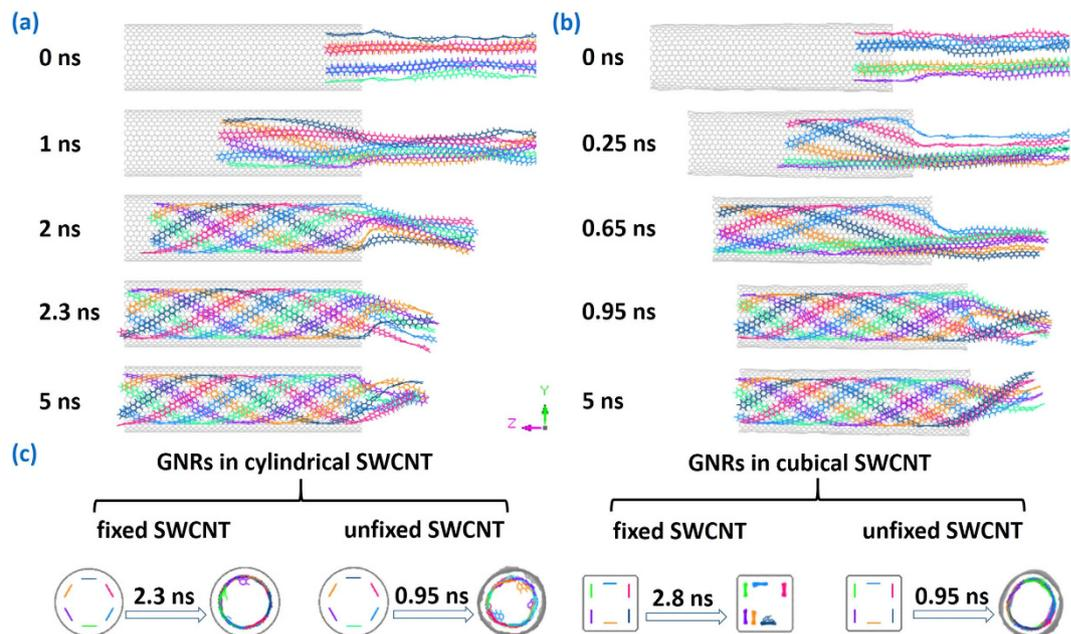 (a)
0 ns
1 ns
2 ns
2.3 ns
5 ns
Y
Z
(b)
0 ns
0.25 ns
0.65 ns
0.95 ns
5 ns
(c)
GNRs in cylindrical SWCNT
fixed SWCNT
unfixed SWCNT
2.3 ns
0.95 ns
GNRs in cubical SWCNT
fixed SWCNT
unfixed SWCNT
2.8 ns
0.95 ns